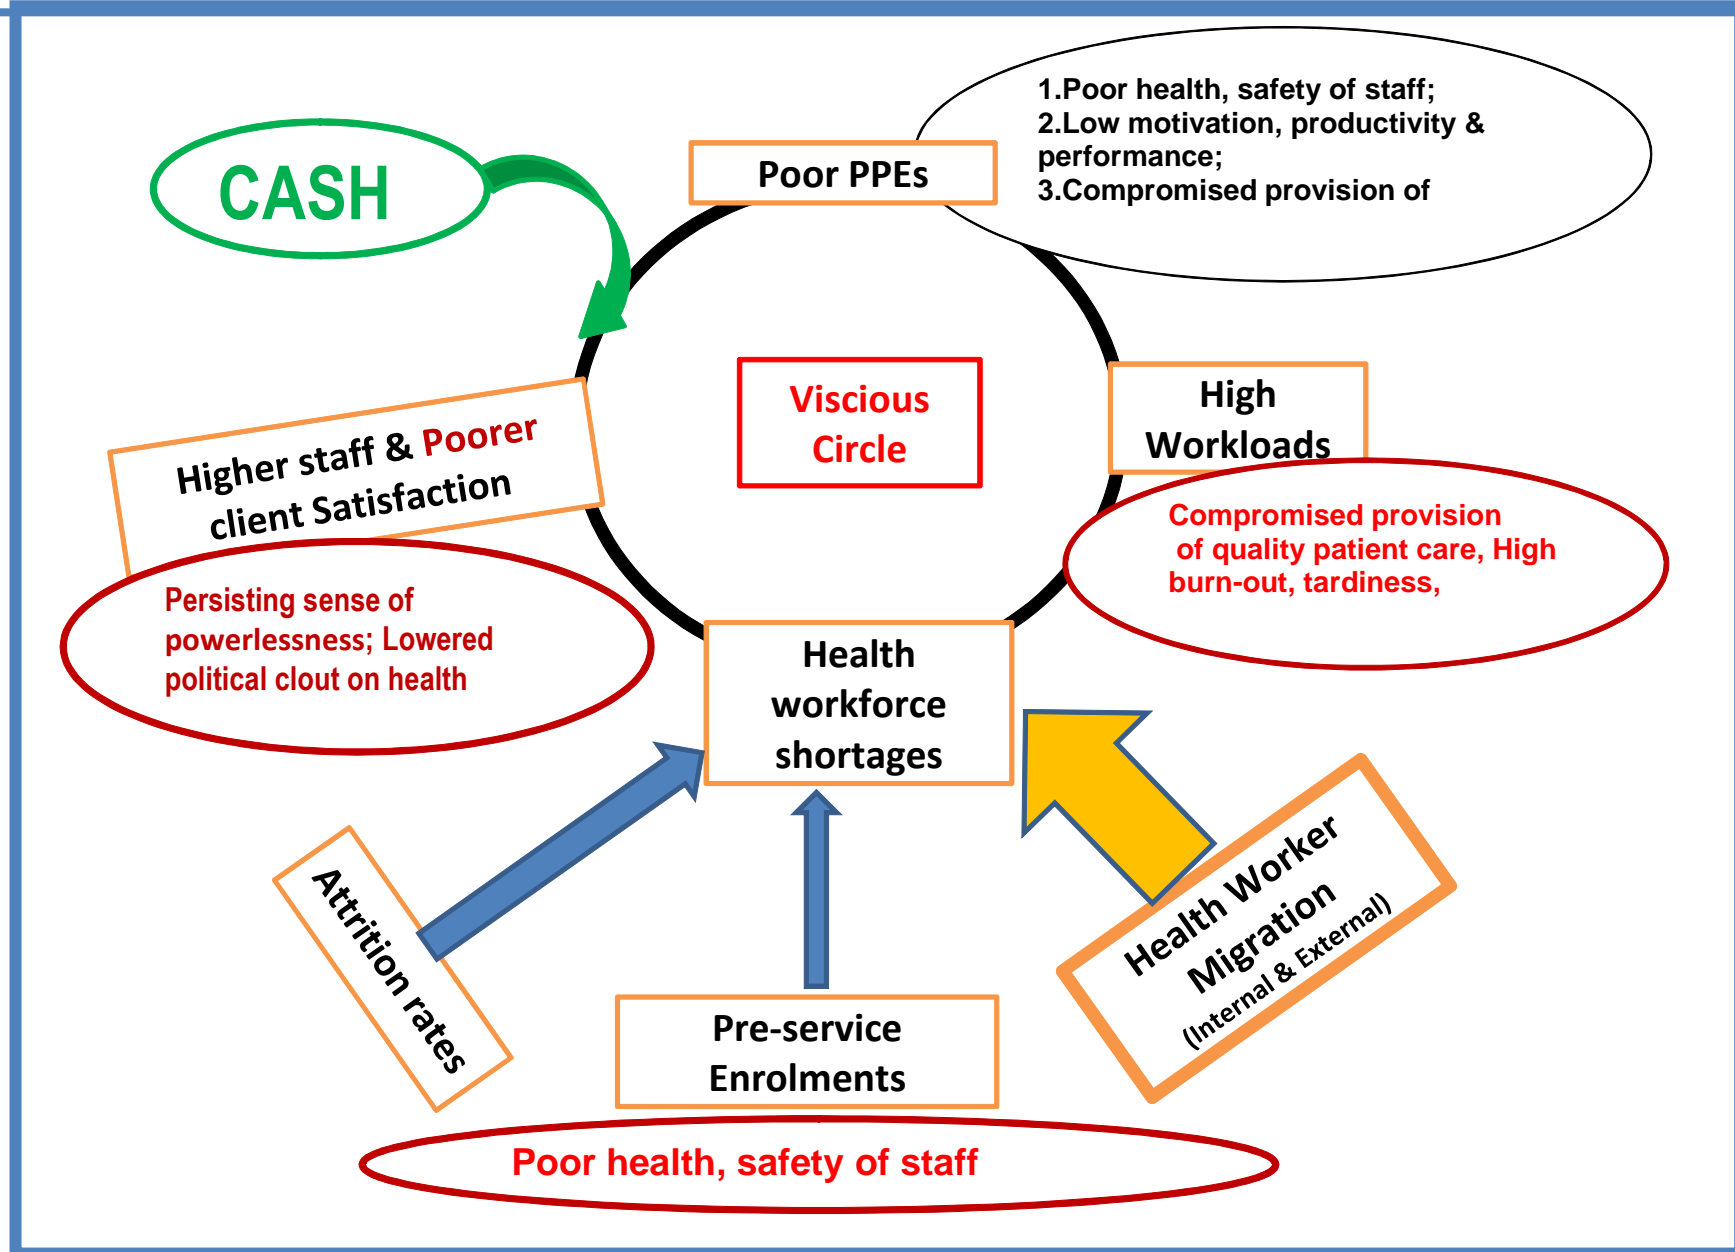 1.Poor health, safety of staff;
2.Low motivation, productivity &
performance;
3.Compromised provision of
CASH
Poor PPEs
Viscious
Circle
High
Workloads
Higher staff & Poorer
client Satisfaction
Compromised provision
of quality patient care, High
burn-out, tardiness,
Persisting sense of
powerlessness; Lowered
political clout on health
Health
workforce
shortages
Attrition rates
Health Worker
Migration
(Internal & External)
Pre-service
Enrolments
Poor health, safety of staff